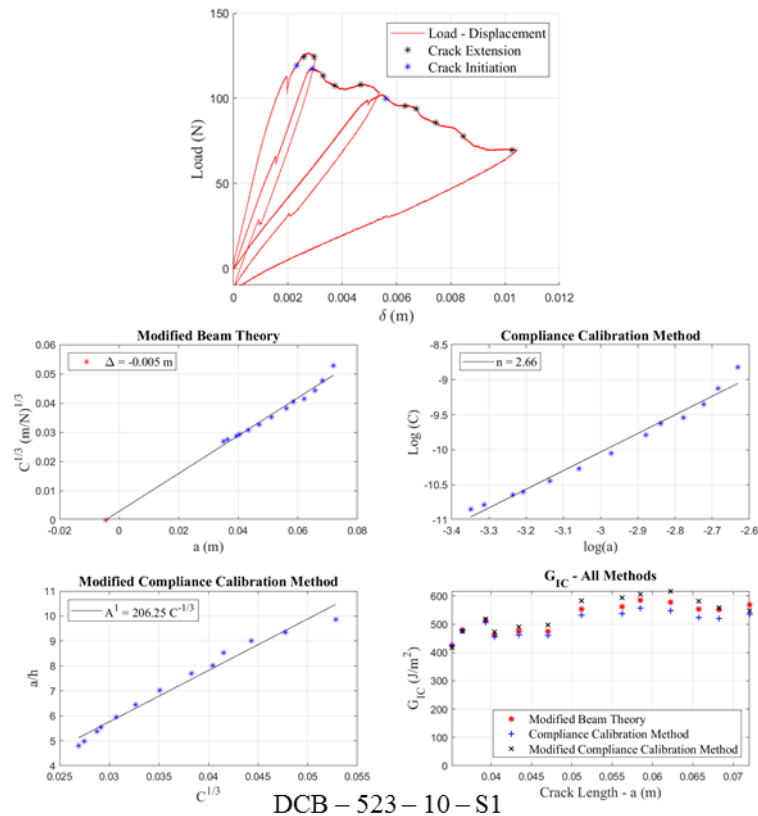 Load (N)
150
100
50
0
Load - Displacement
Crack Extension
Crack Initiation
0
0.002
0.004
0.006
0.008
0.01
0.012
δ (m)
Modified Beam Theory
C^1/3 (m/N)^1/3
0.06
0.05
0.04
0.03
0.02
0.01
0
Δ = -0.005 m
-0.02
0
0.02
0.04
0.06
0.08
a (m)
Compliance Calibration Method
Log (C)
-8.5
-9
-9.5
-10
-10.5
-11
n = 2.66
-3.4
-3.3
-3.2
-3.1
-3
-2.9
-2.8
-2.7
-2.6
log(a)
Modified Compliance Calibration Method
a/h
11
10
9
8
7
6
5
4
A^1 = 206.25 C^-1/3
0.025
0.03
0.035
0.04
0.045
0.05
0.055
C^1/3
G_IC - All Methods
G_IC (J/m^2)
600
500
400
300
200
100
0
Modified Beam Theory
Compliance Calibration Method
Modified Compliance Calibration Method
0.04
0.045
0.05
0.055
0.06
0.065
0.07
Crack Length - a (m)
DCB – 523 – 10 – S1